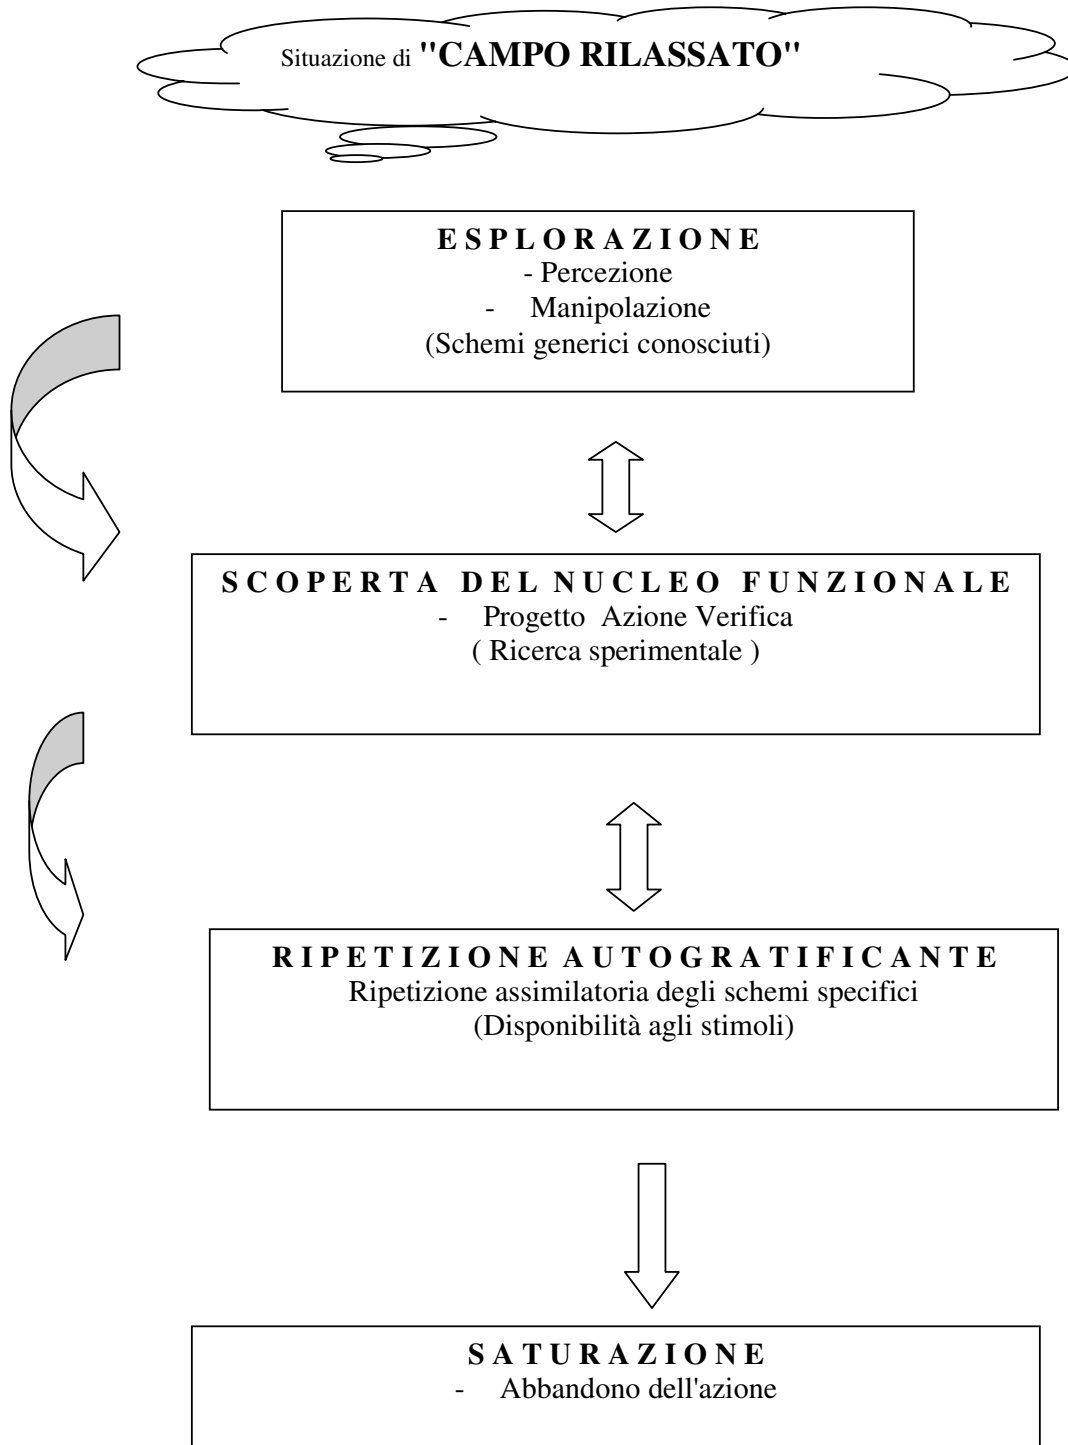 Situazione di "CAMPO RILASSATO"
E S P L O R A Z I O N E
- Percezione
- Manipolazione
(Schemi generici conosciuti)
S C O P E R T A D E L N U C L E O F U N Z I O N A L E
- Progetto Azione Verifica
( Ricerca sperimentale )
R I P E T I Z I O N E A U T O G R A T I F I C A N T E
Ripetizione assimilatoria degli schemi specifici
(Disponibilità agli stimoli)
S A T U R A Z I O N E
- Abbandono dell'azione